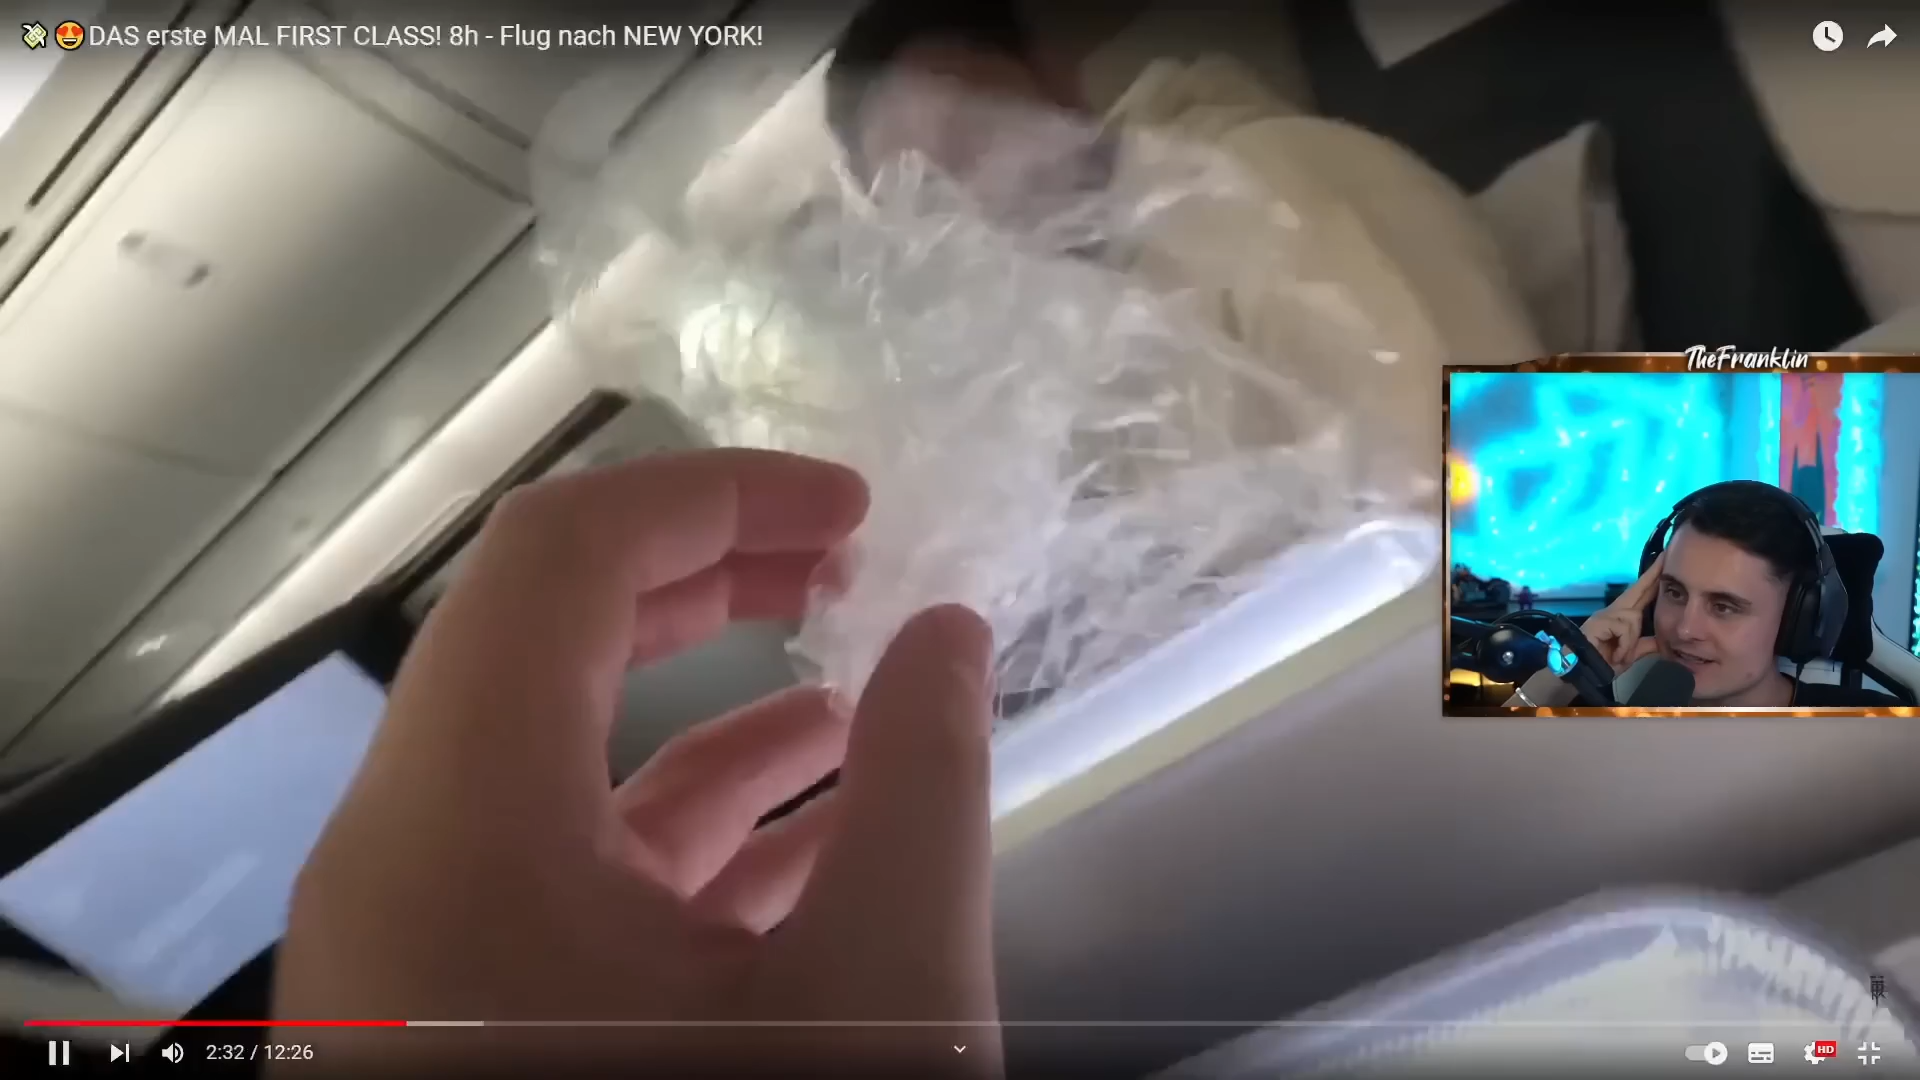 💸😍DAS erste MAL FIRST CLASS! 8h - Flug nach NEW YORK!
TheFranklin
2:32 / 12:26
HD